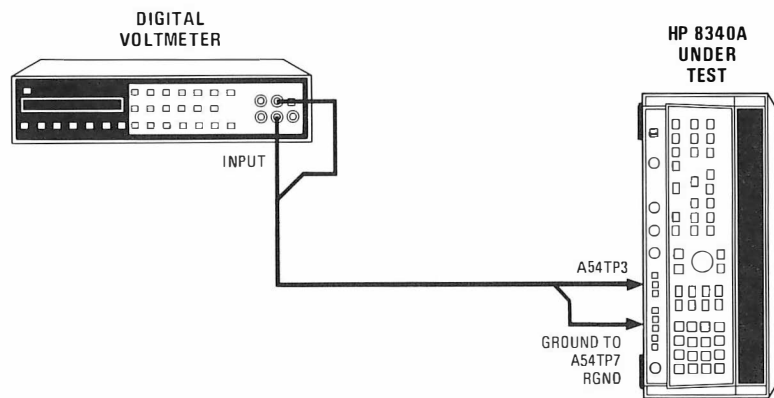 DIGITAL
VOLTMETER
HP 8340A
UNDER
TEST
INPUT
A54TP3
GROUND TO
A54TP7
RGND